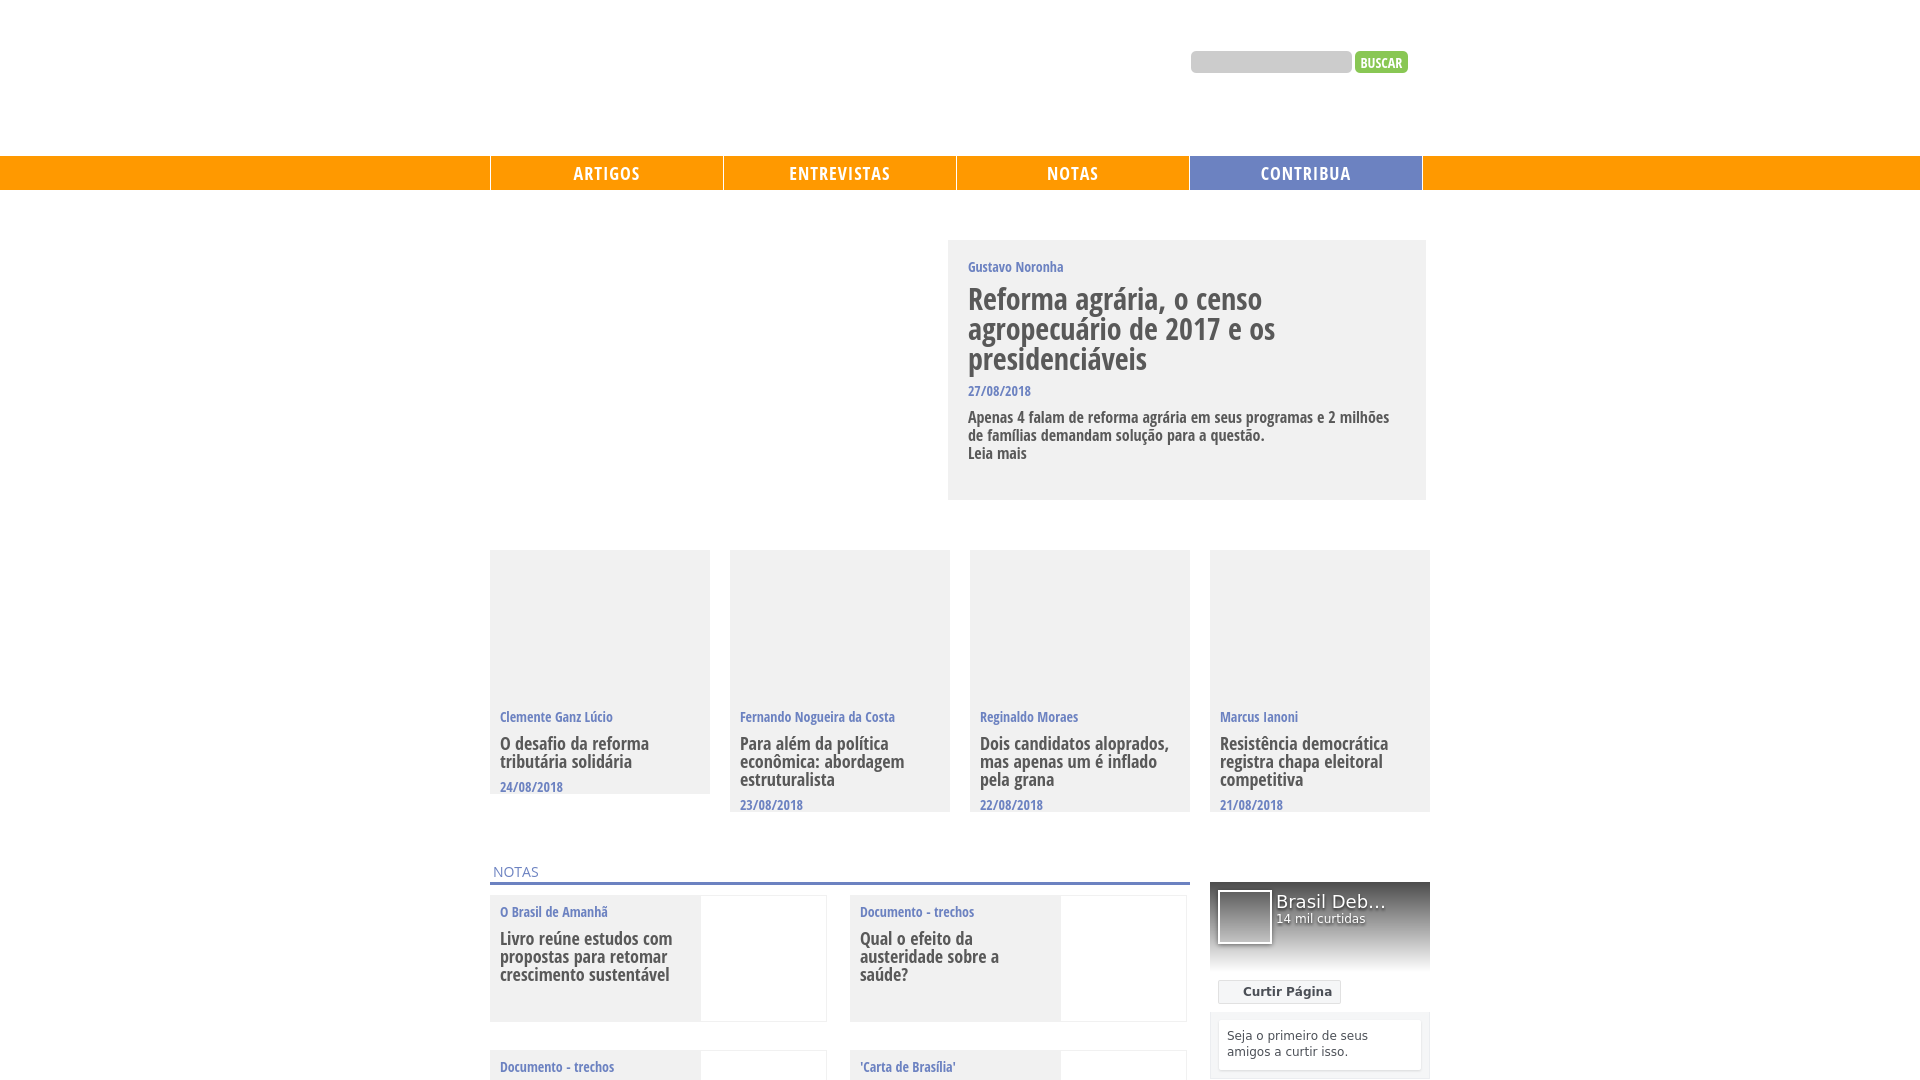 BUSCAR
ARTIGOS
ENTREVISTAS
NOTAS
CONTRIBUA
Gustavo Noronha
Reforma agrária, o censo
agropecuário de 2017 e os
presidenciáveis
27/08/2018
Apenas 4 falam de reforma agrária em seus programas e 2 milhões
de famílias demandam solução para a questão.
Leia mais
Clemente Ganz Lúcio
O desafio da reforma
tributária solidária
24/08/2018
Fernando Nogueira da Costa
Para além da política
econômica: abordagem
estruturalista
23/08/2018
Reginaldo Moraes
Dois candidatos aloprados,
mas apenas um é inflado
pela grana
22/08/2018
Marcus Ianoni
Resistência democrática
registra chapa eleitoral
competitiva
21/08/2018
NOTAS
O Brasil de Amanhã
Livro reúne estudos com
propostas para retomar
crescimento sustentável
Documento - trechos
Qual o efeito da
austeridade sobre a
saúde?
Documento - trechos
'Carta de Brasília'
Brasil Deb...
14 mil curtidas
Curtir Página
Seja o primeiro de seus
amigos a curtir isso.